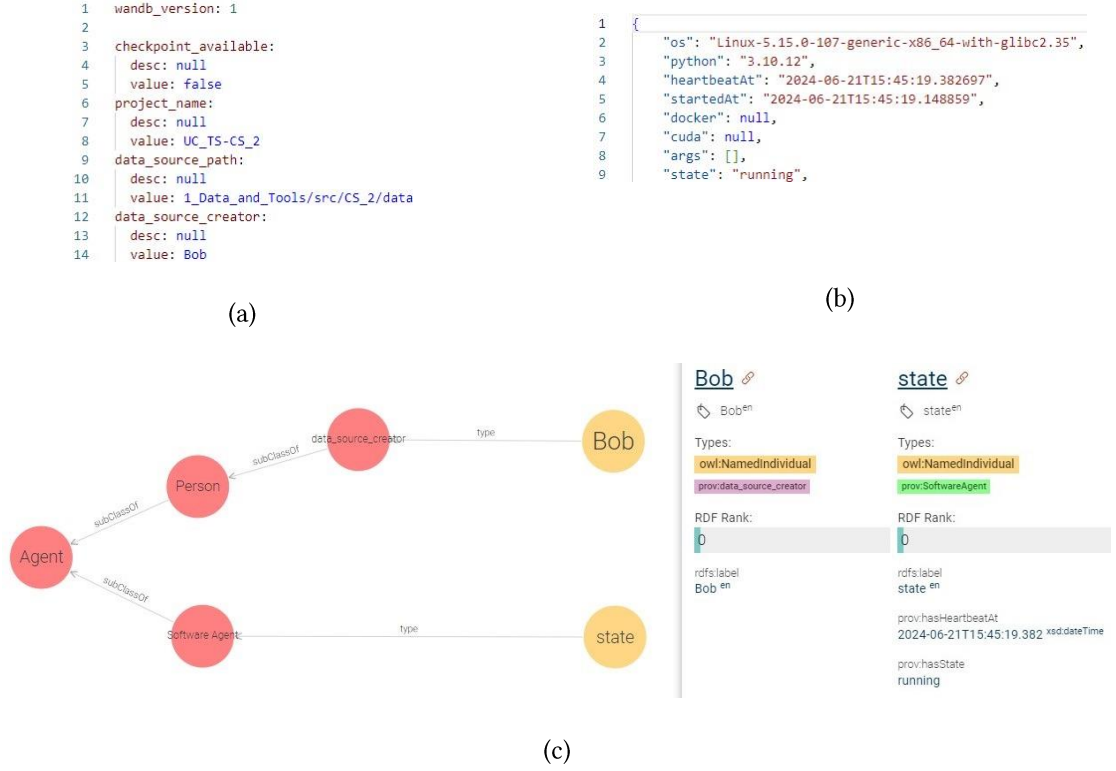 1 wandb_version: 1
2
3 checkpoint_available:
4 desc: null
5 value: false
6 project_name:
7 desc: null
8 value: UC_TS-CS_2
9 data_source_path:
10 desc: null
11 value: 1_Data_and_Tools/src/CS_2/data
12 data_source_creator:
13 desc: null
14 value: Bob
(a)
1 {
2 "os": "Linux-5.15.0-107-generic-x86_64-with-glibc2.35",
3 "python": "3.10.12",
4 "heartbeatAt": "2024-06-21T15:45:19.382697",
5 "startedAt": "2024-06-21T15:45:19.148859",
6 "docker": null,
7 "cuda": null,
8 "args": [],
9 "state": "running",
(b)
Agent
subClassOf
Person
subClassOf
data_source_creator
type
Bob
subClassOf
Software Agent
type
state
Bob
Bob en
Types:
owl:NamedIndividual
prov:data_source_creator
RDF Rank:
0
rdfs:label
Bob en
state
state en
Types:
owl:NamedIndividual
prov:SoftwareAgent
RDF Rank:
0
rdfs:label
state en
prov:hasHeartbeatAt
2024-06-21T15:45:19.382 xsd:dateTime
prov:hasState
running
(c)